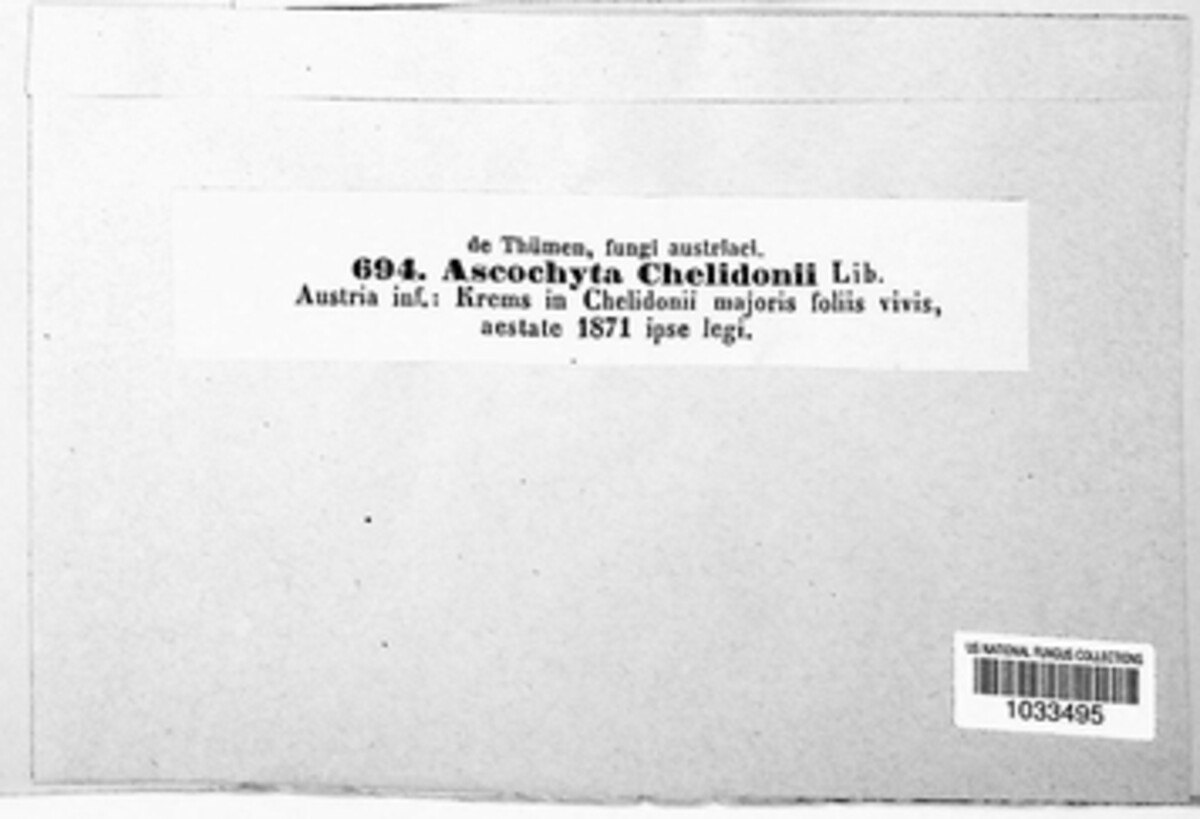 de Thümen, fungi austriaci.
694. Ascochyta Chelidonii Lib.
Austria inf.: Krems in Chelidonii majoris foliis vivis,
aestate 1871 ipse legi.
US NATIONAL FUNGUS COLLECTIONS
1033495